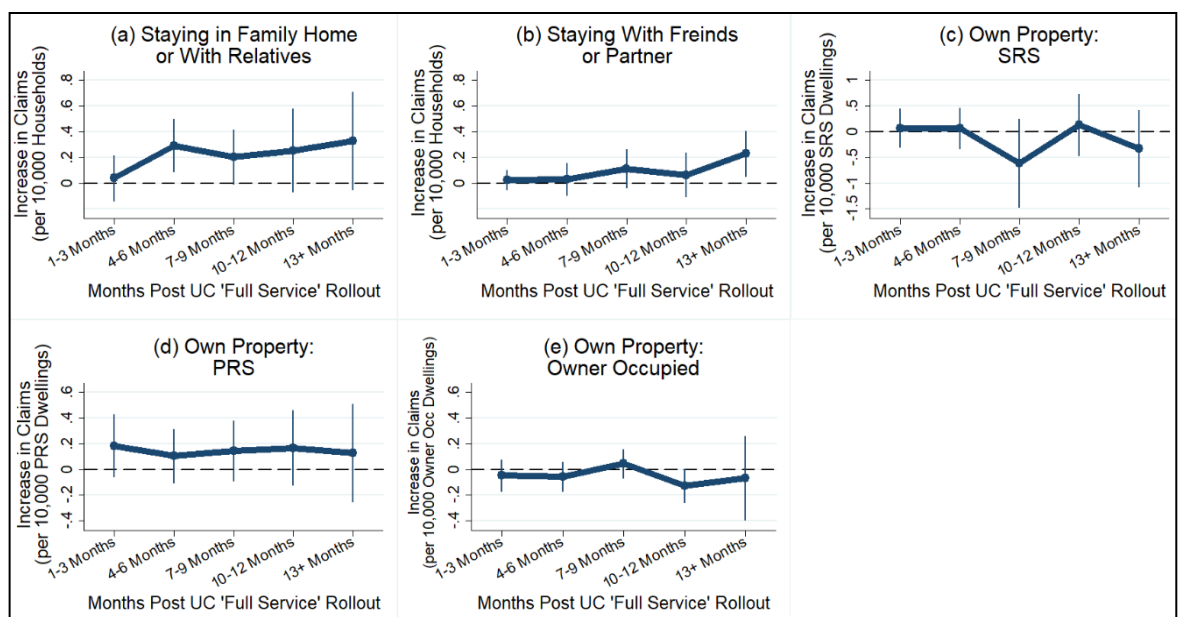 (a) Staying in Family Home
or With Relatives
Increase in Claims
(per 10,000 Households)
.8
.6
.4
.2
0
1-3 Months
4-6 Months
7-9 Months
10-12 Months
13+ Months
Months Post UC 'Full Service' Rollout
(b) Staying With Freinds
or Partner
Increase in Claims
(per 10,000 Households)
.8
.6
.4
.2
0
1-3 Months
4-6 Months
7-9 Months
10-12 Months
13+ Months
Months Post UC 'Full Service' Rollout
(c) Own Property:
SRS
Increase in Claims
(per 10,000 SRS Dwellings)
1
.5
0
-.5
-1
-1.5
1-3 Months
4-6 Months
7-9 Months
10-12 Months
13+ Months
Months Post UC 'Full Service' Rollout
(d) Own Property:
PRS
Increase in Claims
(per 10,000 PRS Dwellings)
.6
.4
.2
0
-.2
-.4
1-3 Months
4-6 Months
7-9 Months
10-12 Months
13+ Months
Months Post UC 'Full Service' Rollout
(e) Own Property:
Owner Occupied
Increase in Claims
(per 10,000 Owner Occ Dwellings)
.6
.4
.2
0
-.2
-.4
1-3 Months
4-6 Months
7-9 Months
10-12 Months
13+ Months
Months Post UC 'Full Service' Rollout